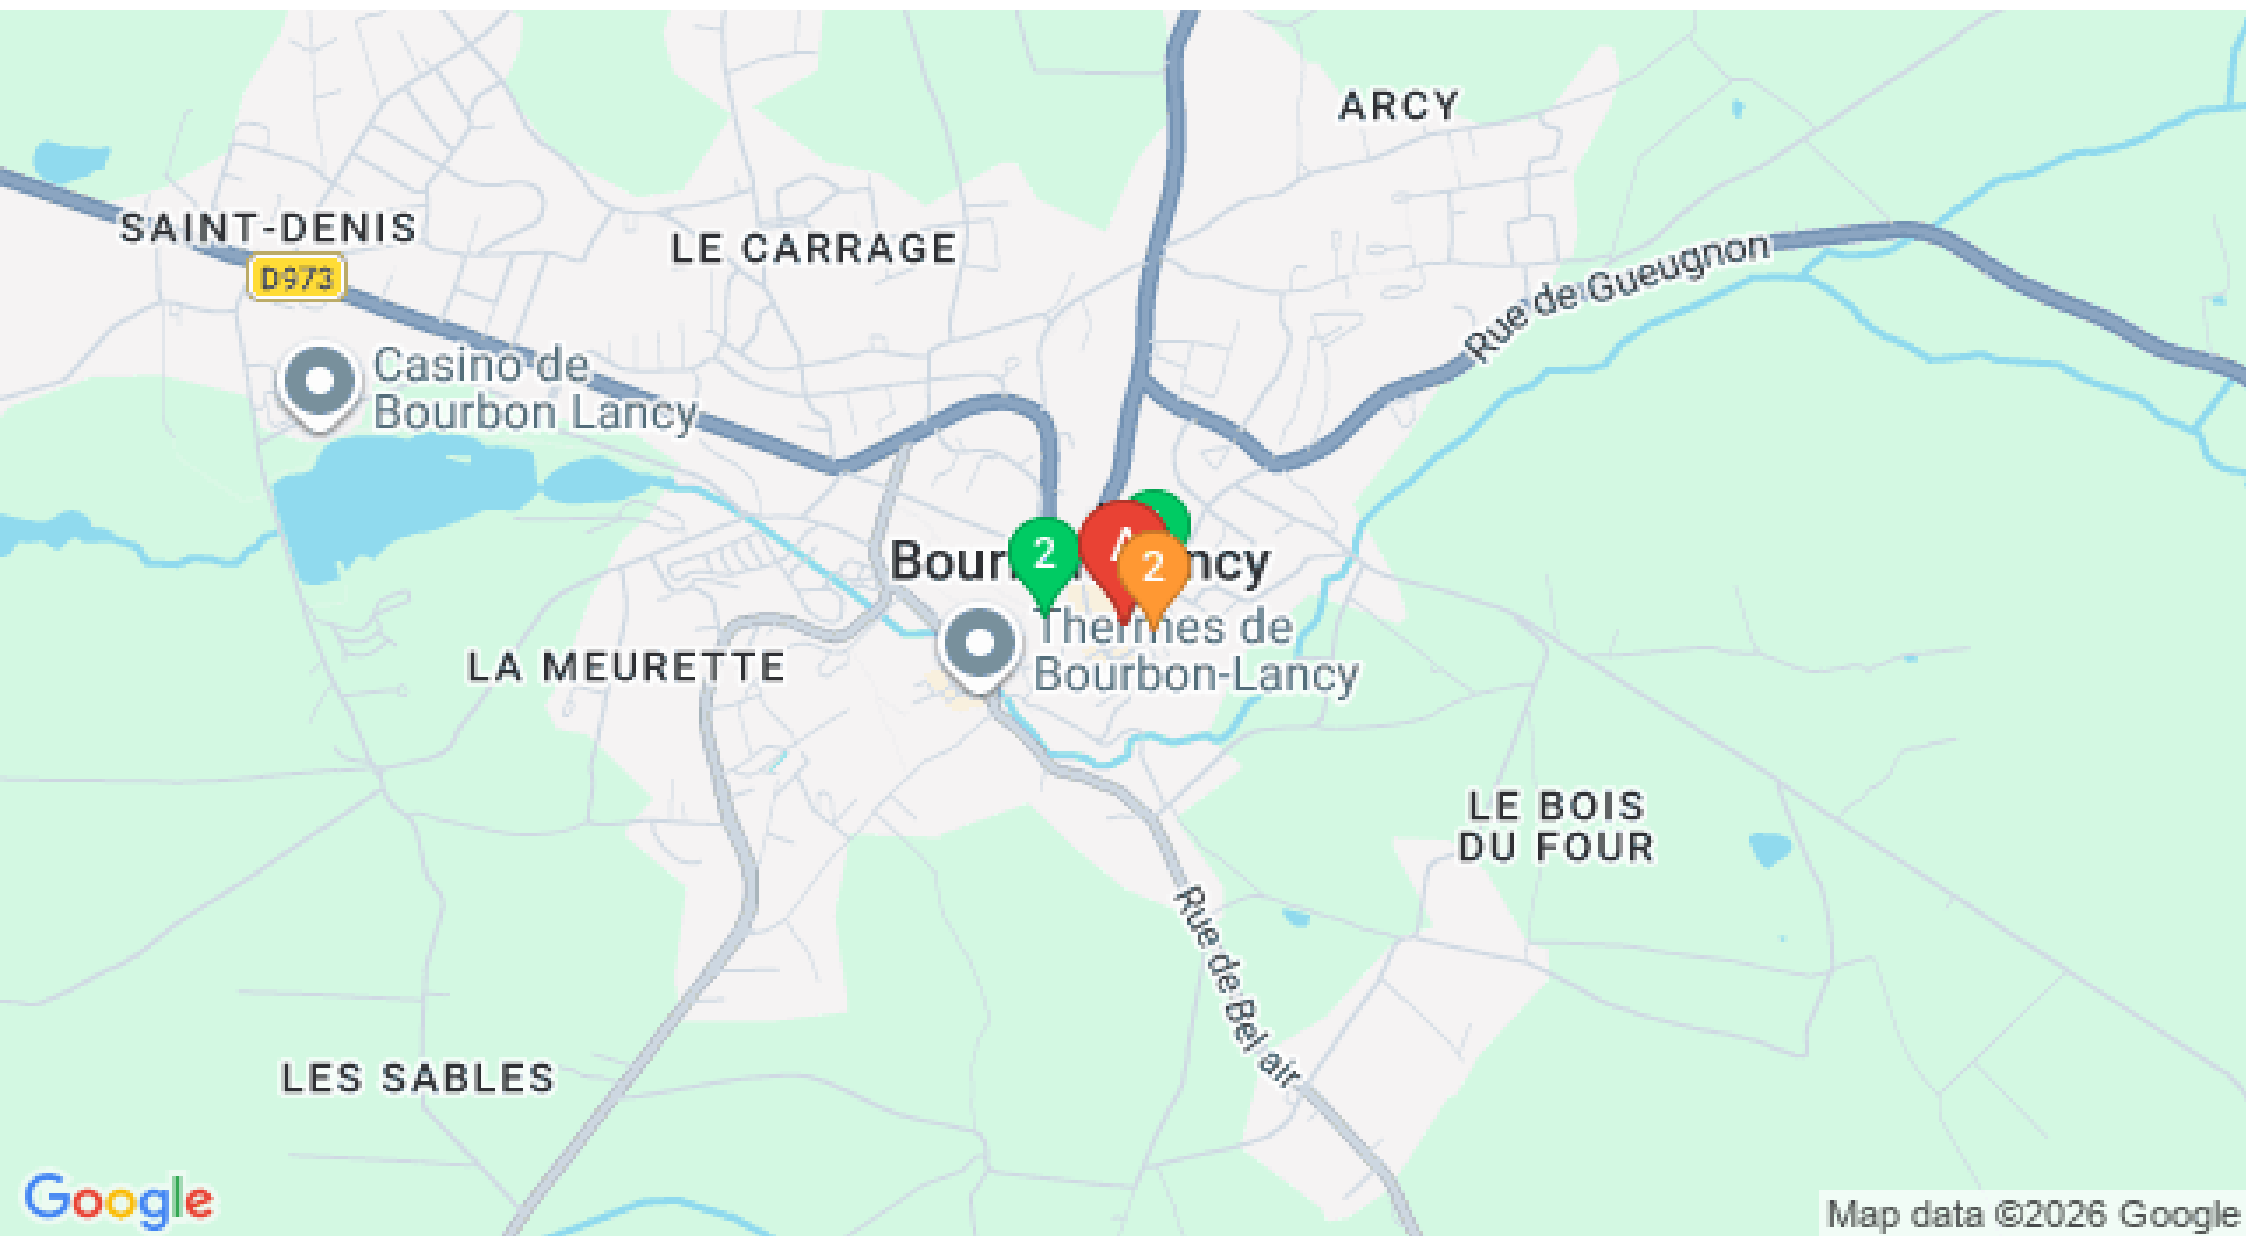 ARCY
SAINT-DENIS
LE CARRAGE
D973
Rue de Gueugnon
Casino de
Bourbon Lancy
2
A
2
Thermes de
Bourbon-Lancy
LA MEURETTE
LE BOIS
DU FOUR
Rue de Bel air
LES SABLES
Google
Map data ©2026 Google